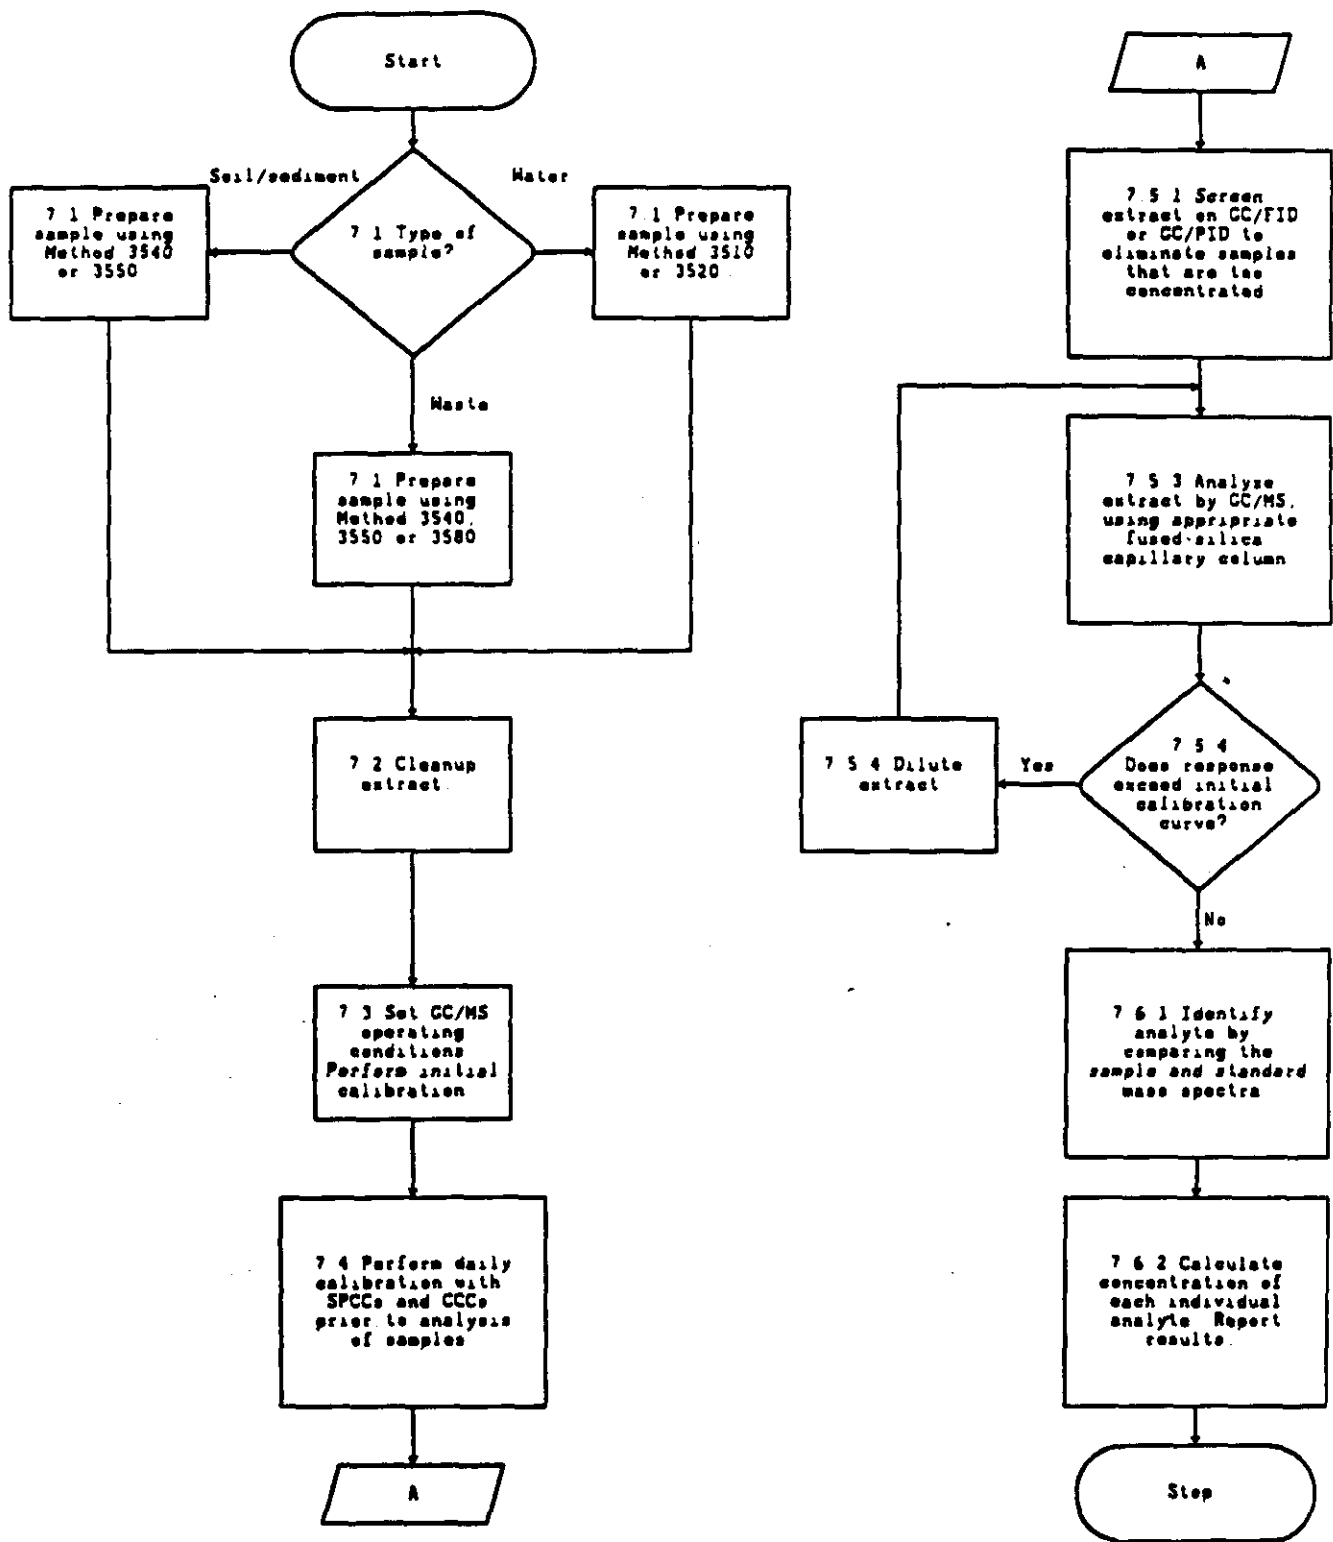 Start
Soil/sediment
Water
7 1 Prepare
sample using
Method 3540
or 3550
7 1 Type of
sample?
7 1 Prepare
sample using
Method 3510
or 3520
Waste
7 1 Prepare
sample using
Method 3540,
3550 or 3580
7 2 Cleanup
extract
7 3 Set GC/MS
operating
conditions
Perform initial
calibration
7 4 Perform daily
calibration with
SPCCs and CCCs
prior to analysis
of samples
A
A
7 5 1 Screen
extract on GC/FID
or GC/PID to
eliminate samples
that are too
concentrated
7 5 3 Analyze
extract by GC/MS,
using appripriate
fused-silica
capillary column
7 5 4
Does response
exceed initial
calibration
curve?
Yes
7 5 4 Dilute
extract
No
7 6 1 Identify
analyte by
comparing the
sample and standard
mass spectra
7 6 2 Calculate
concentration of
each individual
analyte Report
results
Stop